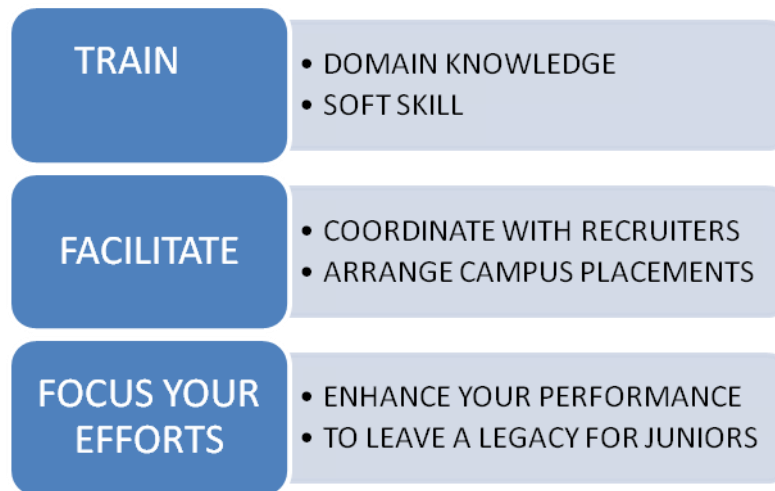 TRAIN
• DOMAIN KNOWLEDGE
• SOFT SKILL
FACILITATE
• COORDINATE WITH RECRUITERS
• ARRANGE CAMPUS PLACEMENTS
FOCUS YOUR
EFFORTS
• ENHANCE YOUR PERFORMANCE
• TO LEAVE A LEGACY FOR JUNIORS